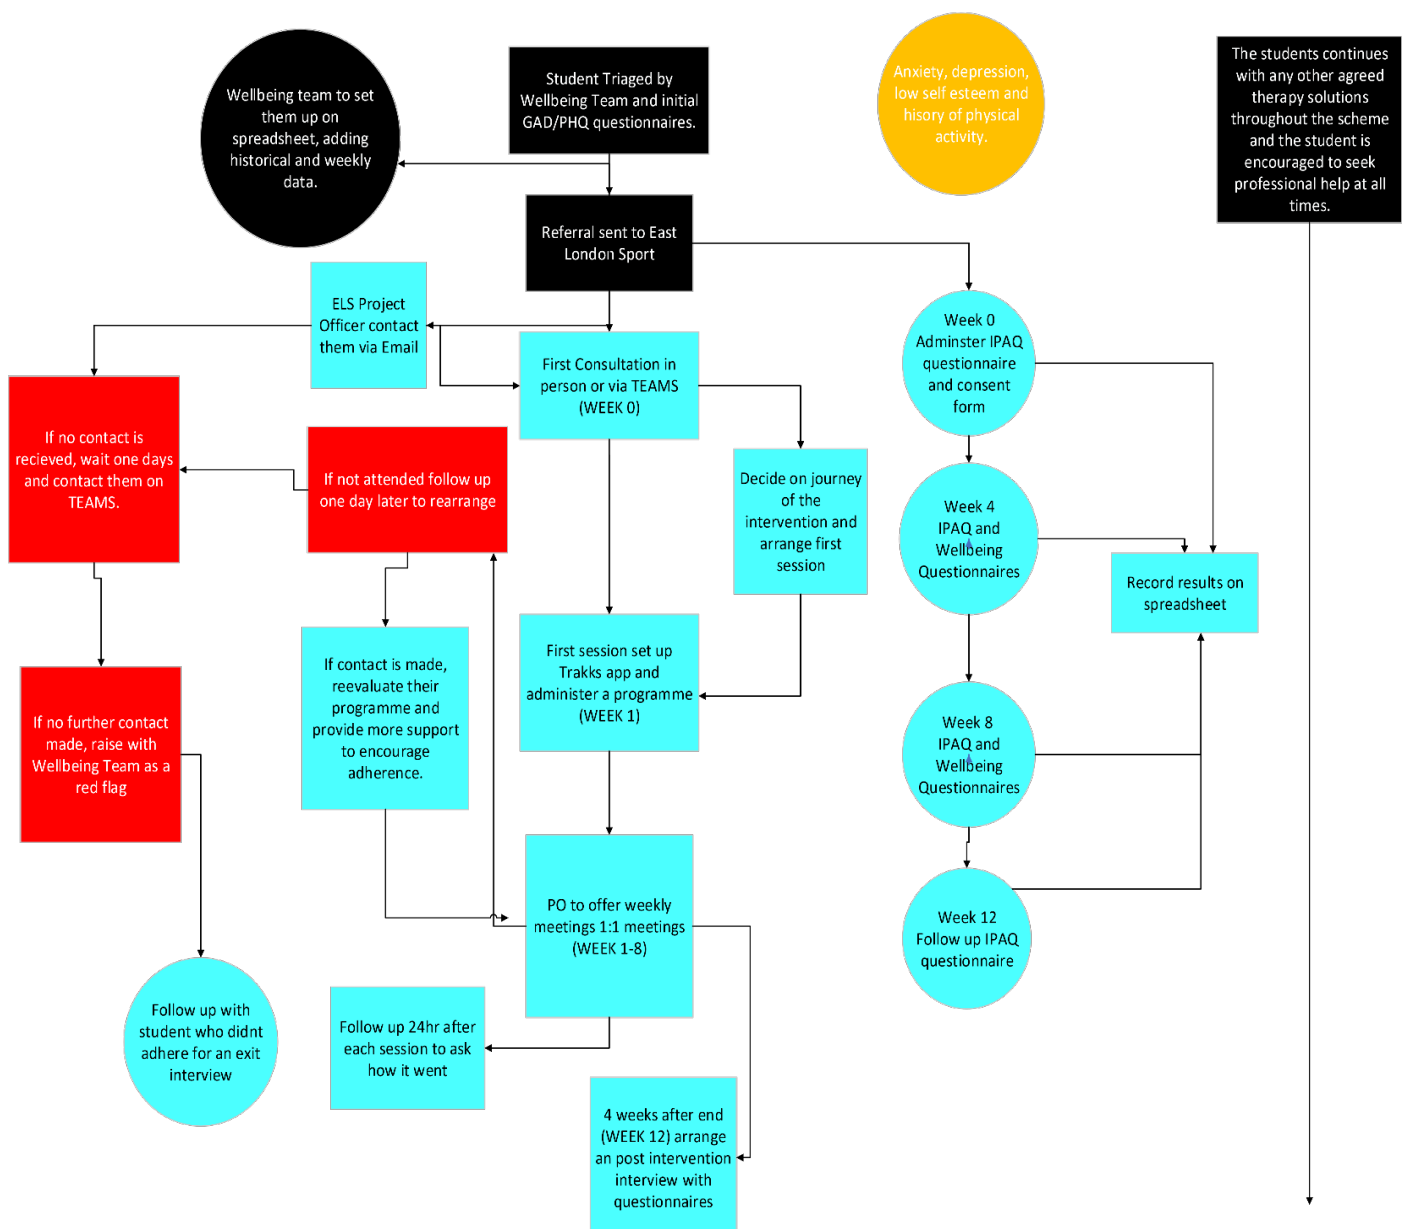 Wellbeing team to set
them up on
spreadsheet, adding
historical and weekly
data.
Student Triaged by
Wellbeing Team and initial
GAD/PHQ questionnaires.
Anxiety, depression,
low self esteem and
hisory of physical
activity.
The students continues
with any other agreed
therapy solutions
throughout the scheme
and the student is
encouraged to seek
professional help at all
times.
Referral sent to East
London Sport
ELS Project
Officer contact
them via Email
First Consultation in
person or via TEAMS
(WEEK 0)
Week 0
Adminster IPAQ
questionnaire
and consent
form
If no contact is
recieved, wait one days
and contact them on
TEAMS.
If not attended follow up
one day later to rearrange
Decide on journey
of the
intervention and
arrange first
session
Week 4
IPAQ and
Wellbeing
Questionnaires
Record results on
spreadsheet
If contact is made,
reevaluate their
programme and
provide more support
to encourage
adherence.
First session set up
Trakks app and
administer a programme
(WEEK 1)
If no further contact
made, raise with
Wellbeing Team as a
red flag
Week 8
IPAQ and
Wellbeing
Questionnaires
PO to offer weekly
meetings 1:1 meetings
(WEEK 1-8)
Week 12
Follow up IPAQ
questionnaire
Follow up with
student who didnt
adhere for an exit
interview
Follow up 24hr after
each session to ask
how it went
4 weeks after end
(WEEK 12) arrange
an post intervention
interview with
questionnaires